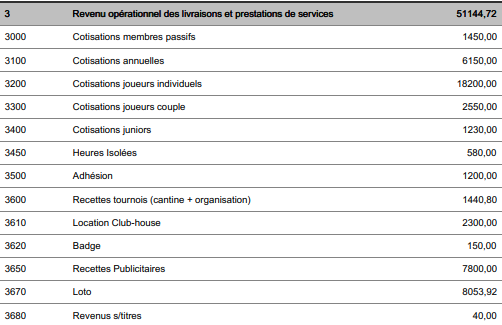 3 Revenu opérationnel des livraisons et prestations de services 51144,72
3000 Cotisations membres passifs 1450,00
3100 Cotisations annuelles 6150,00
3200 Cotisations joueurs individuels 18200,00
3300 Cotisations joueurs couple 2550,00
3400 Cotisations juniors 1230,00
3450 Heures Isolées 580,00
3500 Adhésion 1200,00
3600 Recettes tournois (cantine + organisation) 1440,80
3610 Location Club-house 2300,00
3620 Badge 150,00
3650 Recettes Publicitaires 7800,00
3670 Loto 8053,92
3680 Revenus s/titres 40,00